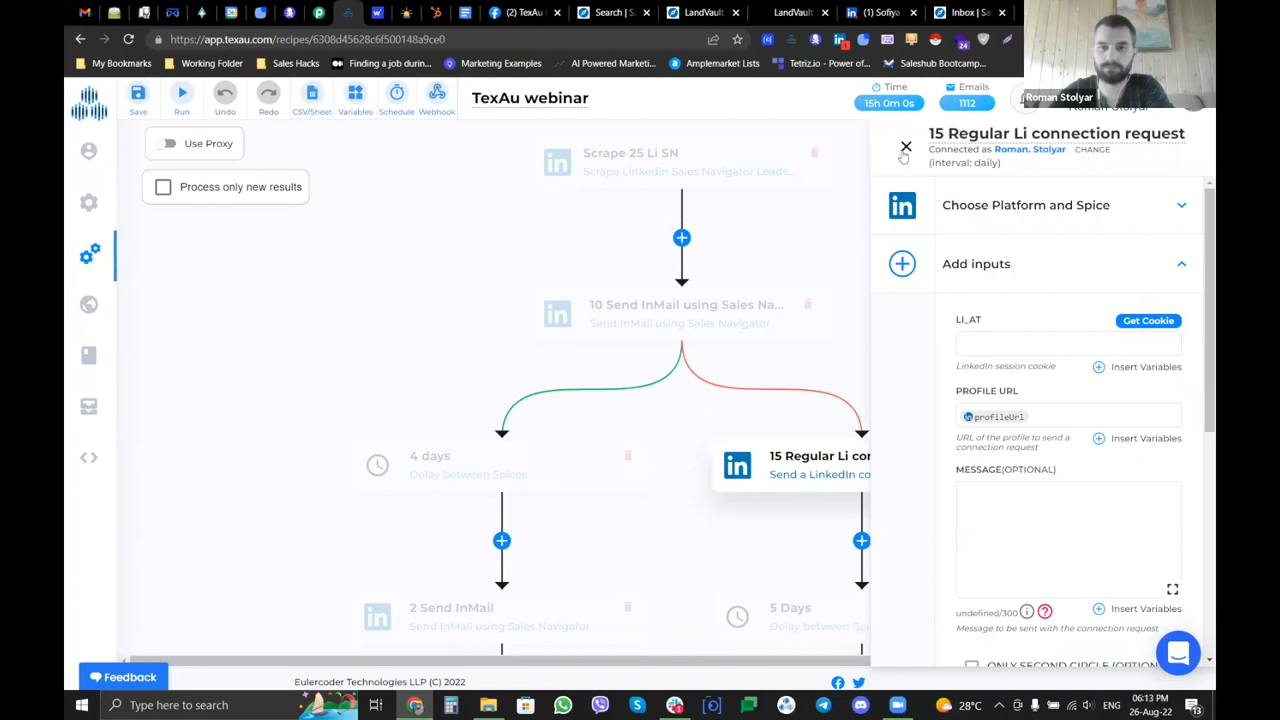 (2) TexAu
Search | S
LandVault
LandVault
(1) Sofiya
Inbox | Sa
https://app.texau.com/recipes/6308d45628c6f500148a9ce0
My Bookmarks
Working Folder
Sales Hacks
Finding a job durin...
Marketing Examples
AI Powered Marketi...
Amplemarket Lists
Tetriz.io - Power of...
Saleshub Bootcamp...
24
Save
Run
Undo
Redo
CSV/Sheet
Variables
Schedule
Webhook
TexAu webinar
Time
15h 0m 0s
Emails
1112
Roman Stolyar
Use Proxy
Process only new results
Scrape 25 Li SN
Scrape Linkedin Sales Navigator Leads...
10 Send InMail using Sales Na...
Send InMail using Sales Navigator
4 days
Delay between Spices
15 Regular Li con
Send a LinkedIn co
2 Send InMail
Send InMail using Sales Navigator
5 Days
Delay between Spi
15 Regular Li connection request
Connected as Roman. Stolyar CHANGE
(interval: daily)
Choose Platform and Spice
Add inputs
LI_AT
Get Cookie
LinkedIn session cookie
Insert Variables
PROFILE URL
profileUrl
URL of the profile to send a
connection request
Insert Variables
MESSAGE(OPTIONAL)
undefined/300
Insert Variables
Message to be sent with the connection request
ONLY SECOND CIRCLE (OPTION
Feedback
Eulercoder Technologies LLP (C) 2022
Type here to search
28°C
ENG
06:13 PM
26-Aug-22